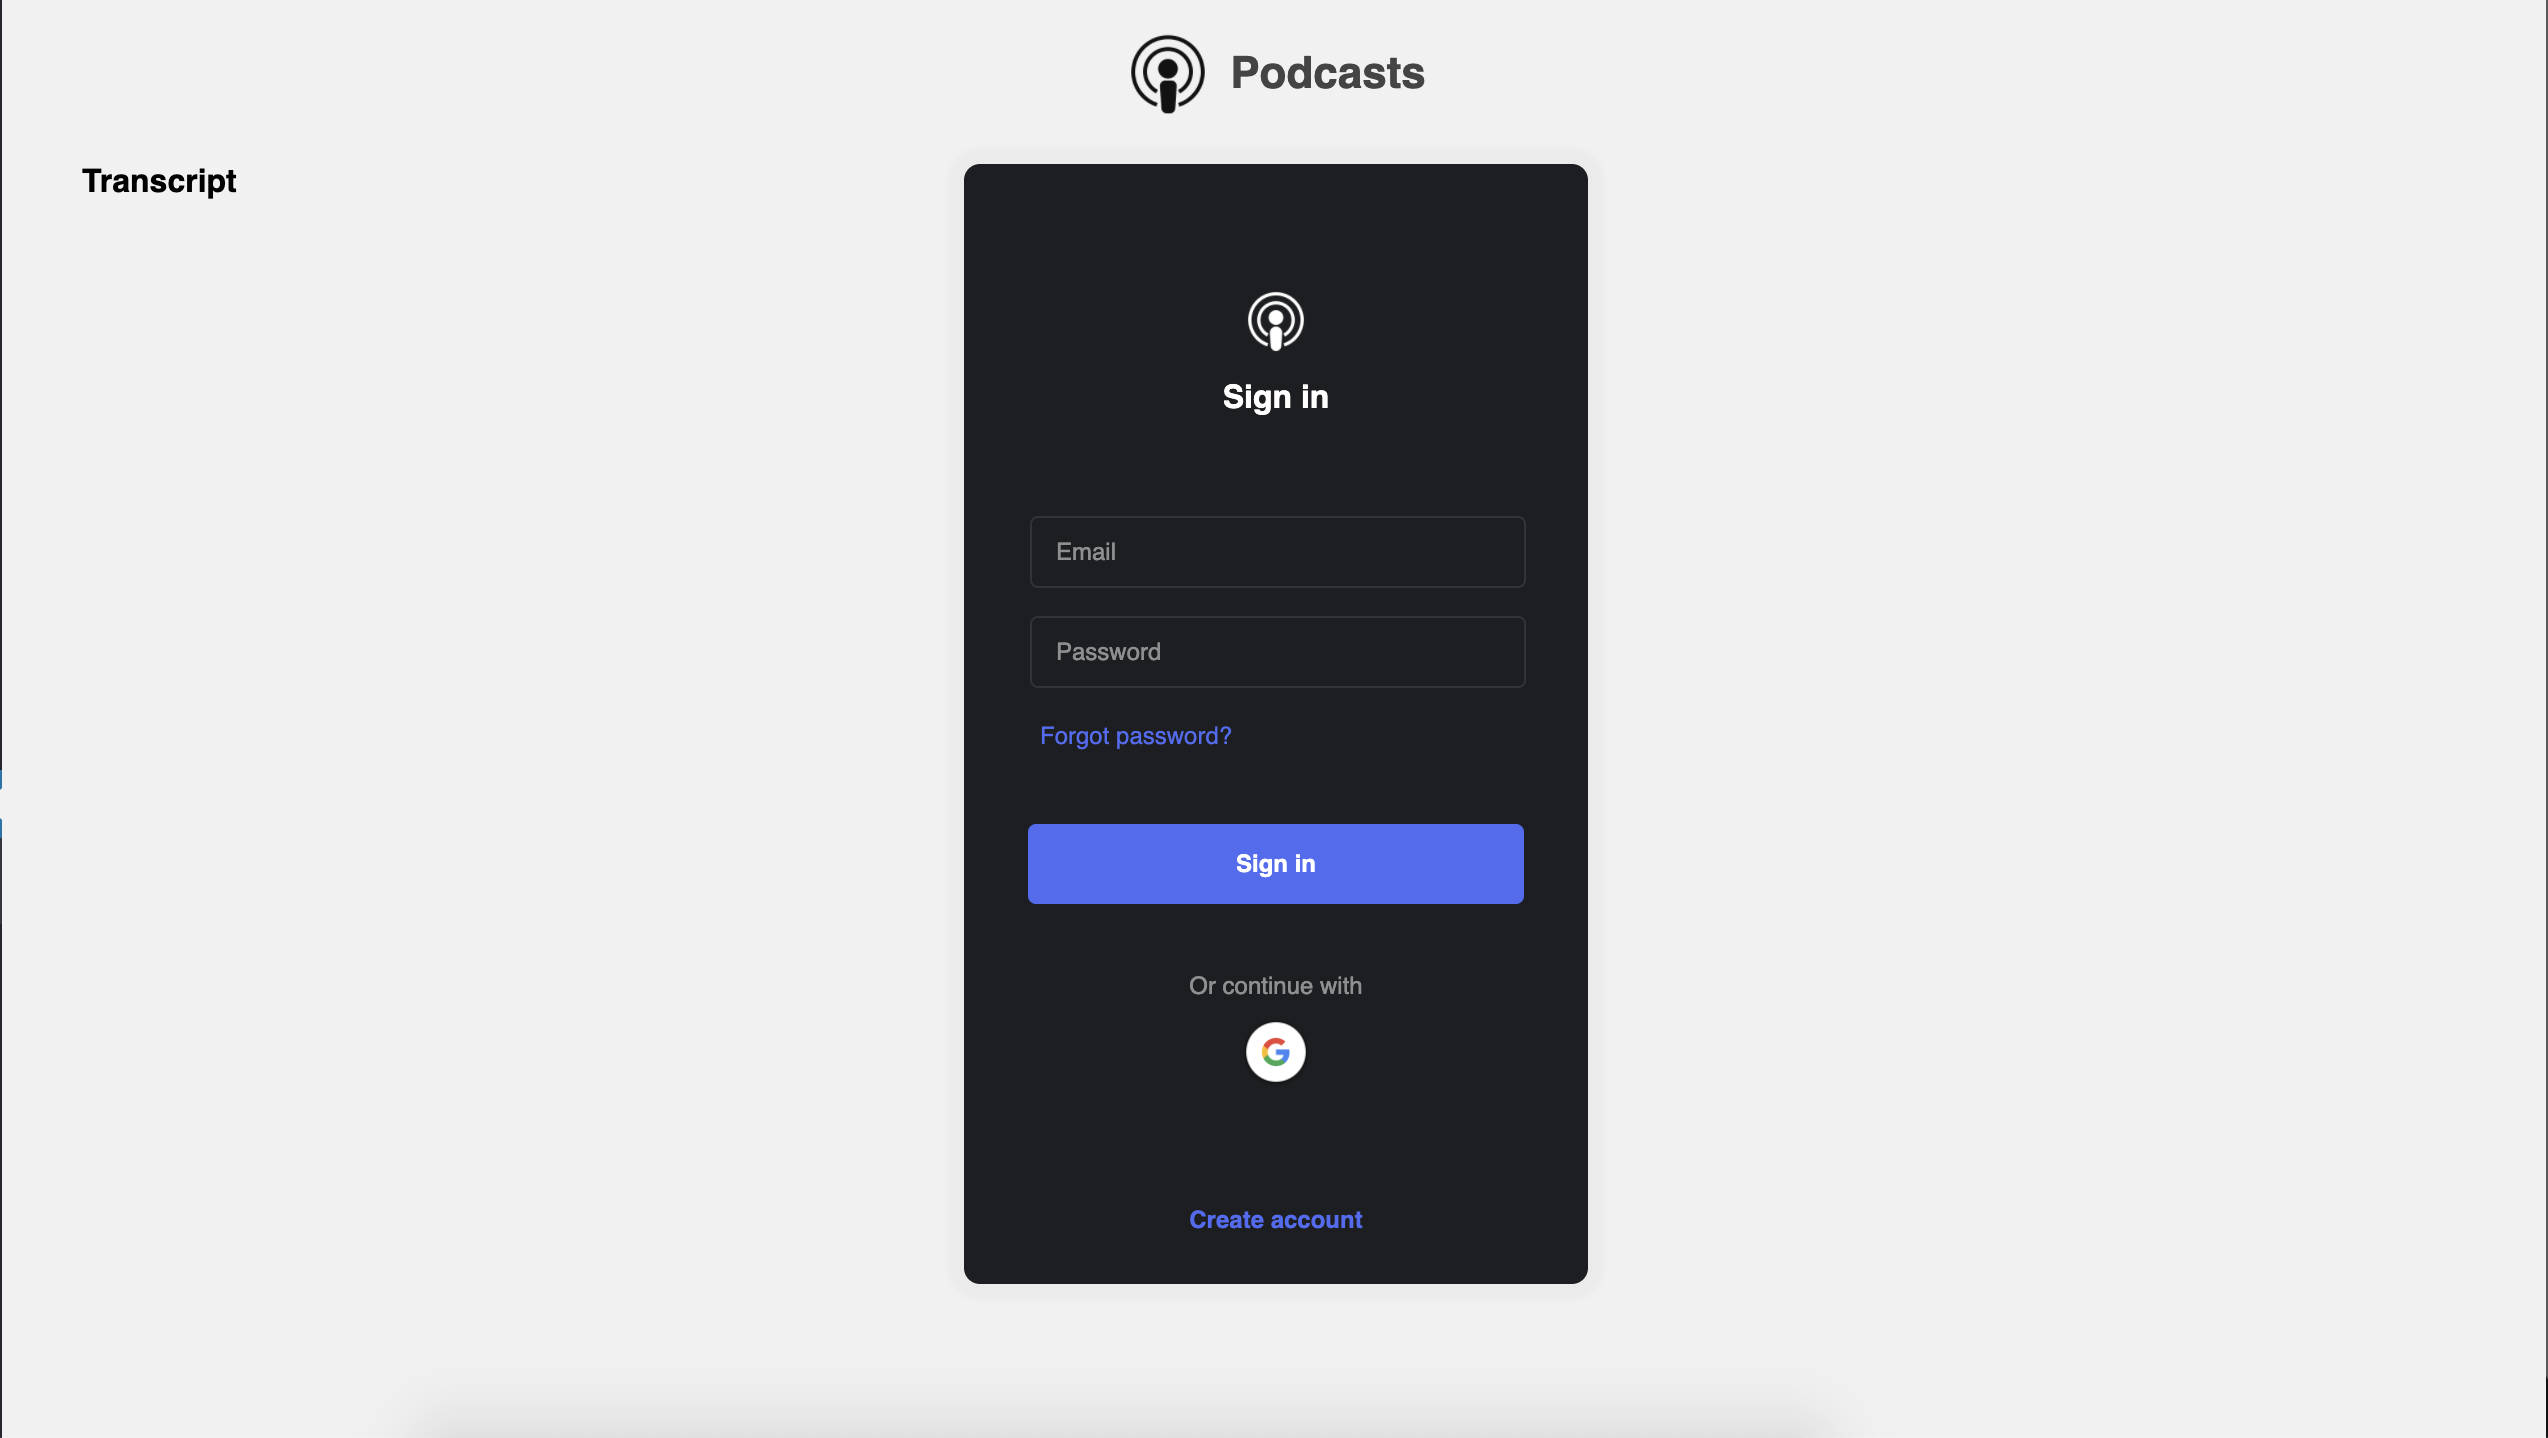 Podcasts
Transcript
Sign in
Email
Password
Forgot password?
Sign in
Or continue with
Create account